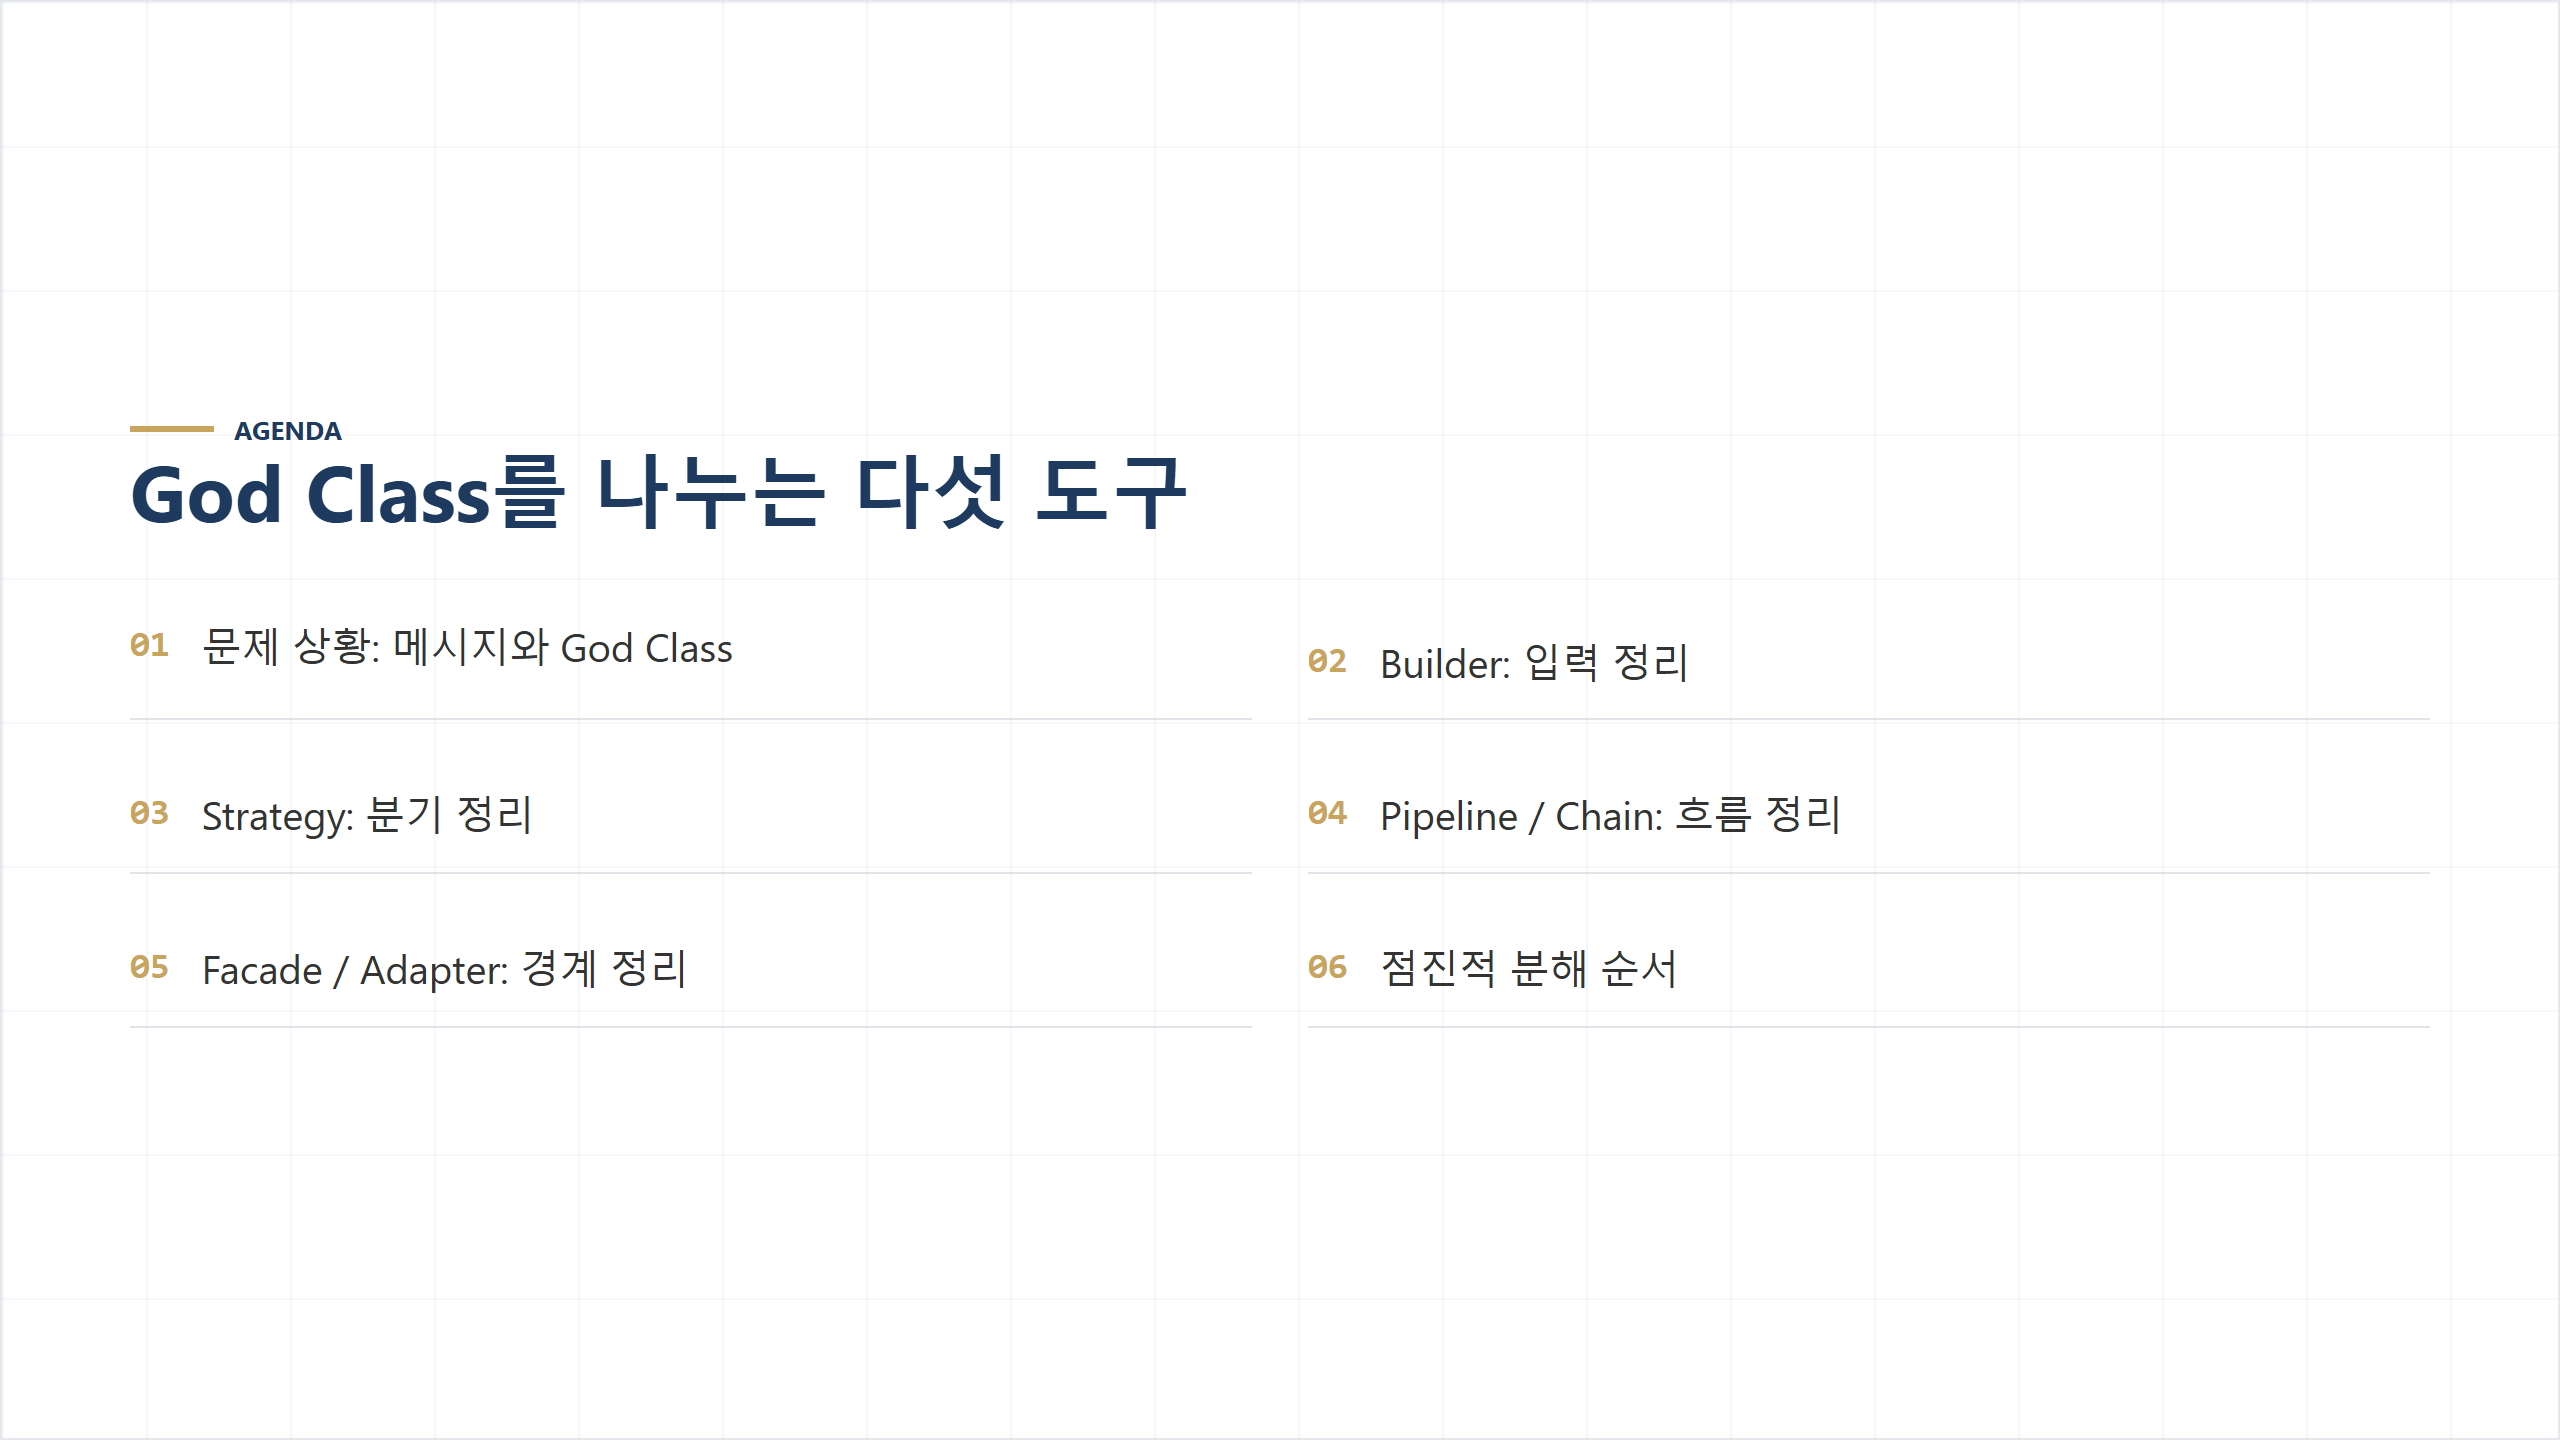 AGENDA
God Class를 나누는 다섯 도구
01 문제 상황: 메시지와 God Class
02 Builder: 입력 정리
03 Strategy: 분기 정리
04 Pipeline / Chain: 흐름 정리
05 Facade / Adapter: 경계 정리
06 점진적 분해 순서